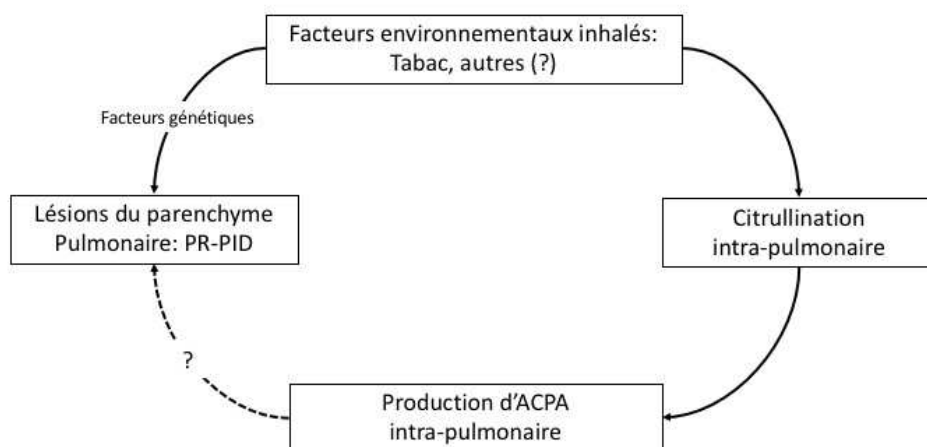 Facteurs environnementaux inhalés:
Tabac, autres (?)
Facteurs génétiques
Lésions du parenchyme
Pulmonaire: PR-PID
Citrullination
intra-pulmonaire
?
Production d'ACPA
intra-pulmonaire